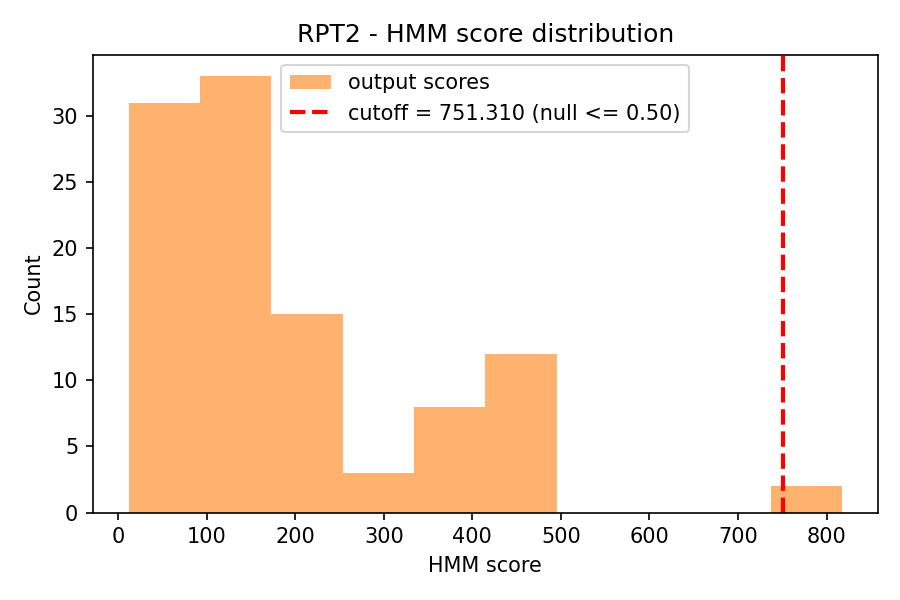 RPT2 - HMM score distribution
output scores
cutoff = 751.310 (null <= 0.50)
Count
30
25
20
15
10
5
0
0 100 200 300 400 500 600 700 800
HMM score